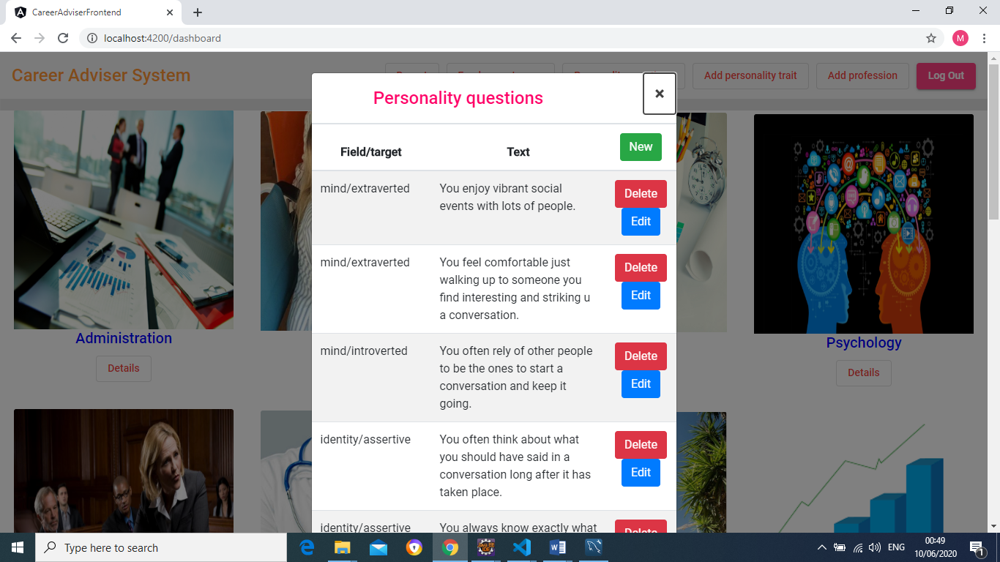 CareerAdviserFrontend
localhost:4200/dashboard
M
Career Adviser System
Add personality trait
Add profession
Log Out
Personality questions
×
Field/target Text New
mind/extraverted You enjoy vibrant social Delete
events with lots of people. Edit
mind/extraverted You feel comfortable just Delete
walking up to someone you
find interesting and striking u Edit
a conversation.
mind/introverted You often rely of other people Delete
to be the ones to start a
conversation and keep it Edit
going.
identity/assertive You often think about what Delete
you should have said in a
conversation long after it has Edit
taken place.
identity/assertive You always know exactly what Delete
Administration
Details
Psychology
Details
Type here to search
ENG
00:49
10/06/2020
1